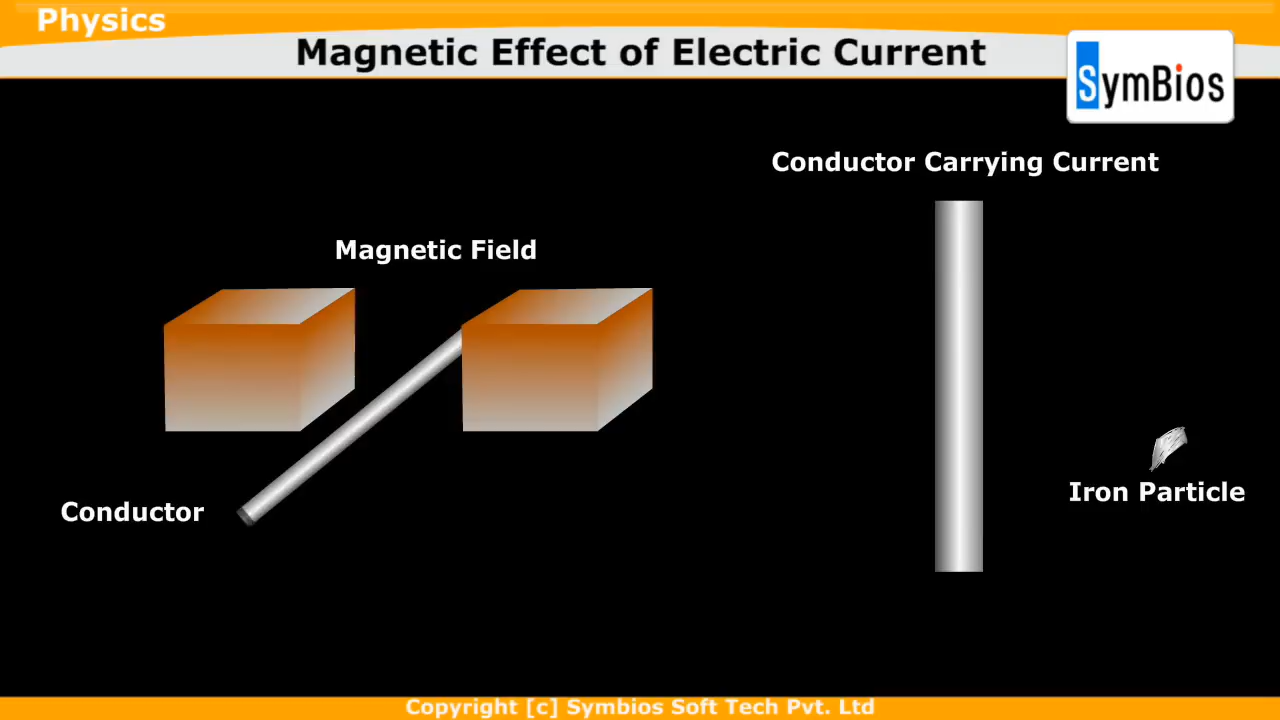 Physics
Magnetic Effect of Electric Current
SymBios
Conductor Carrying Current
Magnetic Field
Iron Particle
Conductor
Copyright [c] Symbios Soft Tech Pvt. Ltd